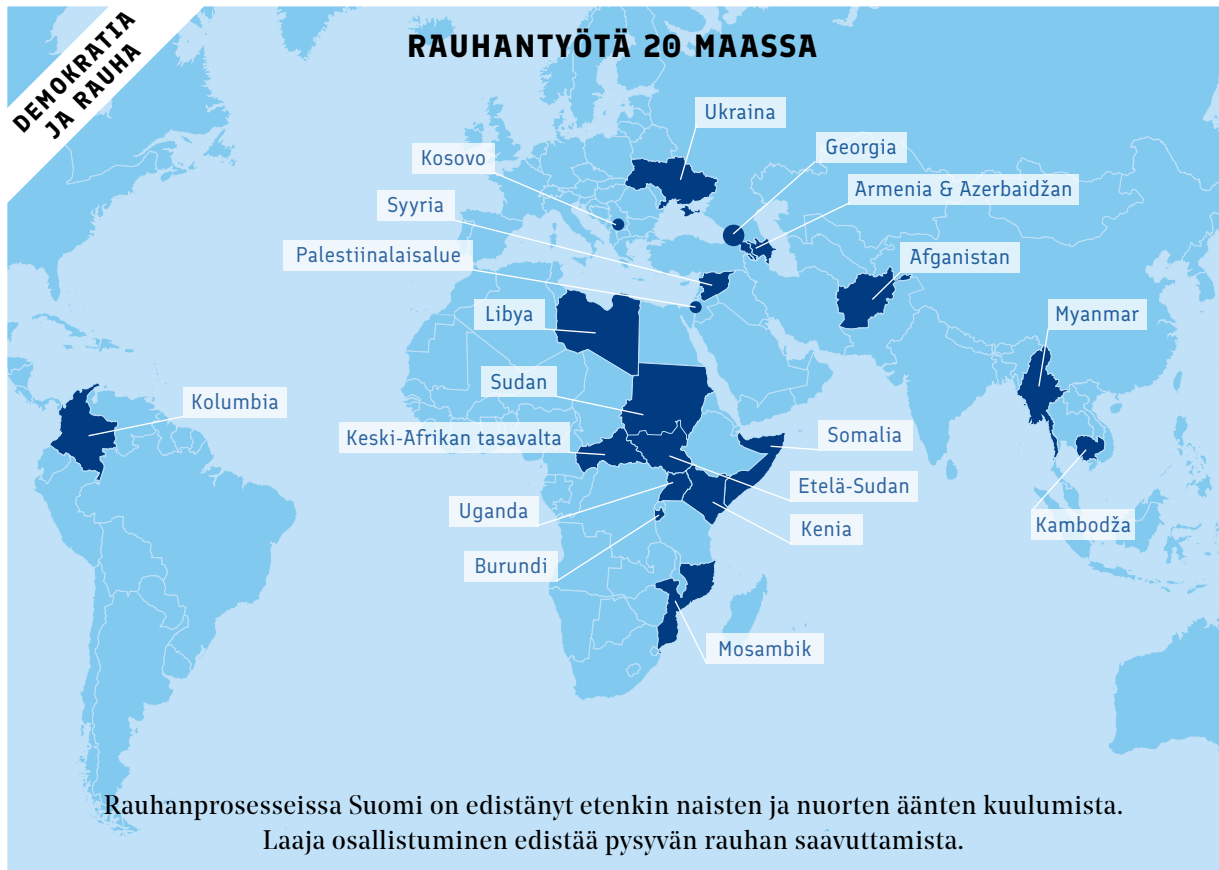 DEMOKRATIA
JA RAUHA
RAUHANTYÖTÄ 20 MAASSA
Ukraina
Kosovo
Georgia
Armenia & Azerbaidžan
Syyria
Palestiinalaisalue
Afganistan
Libya
Myanmar
Sudan
Kolumbia
Keski-Afrikan tasavalta
Somalia
Etelä-Sudan
Uganda
Kenia
Kambodža
Burundi
Mosambik
Rauhanprosesseissa Suomi on edistänyt etenkin naisten ja nuorten äänten kuulumista.
Laaja osallistuminen edistää pysyvän rauhan saavuttamista.